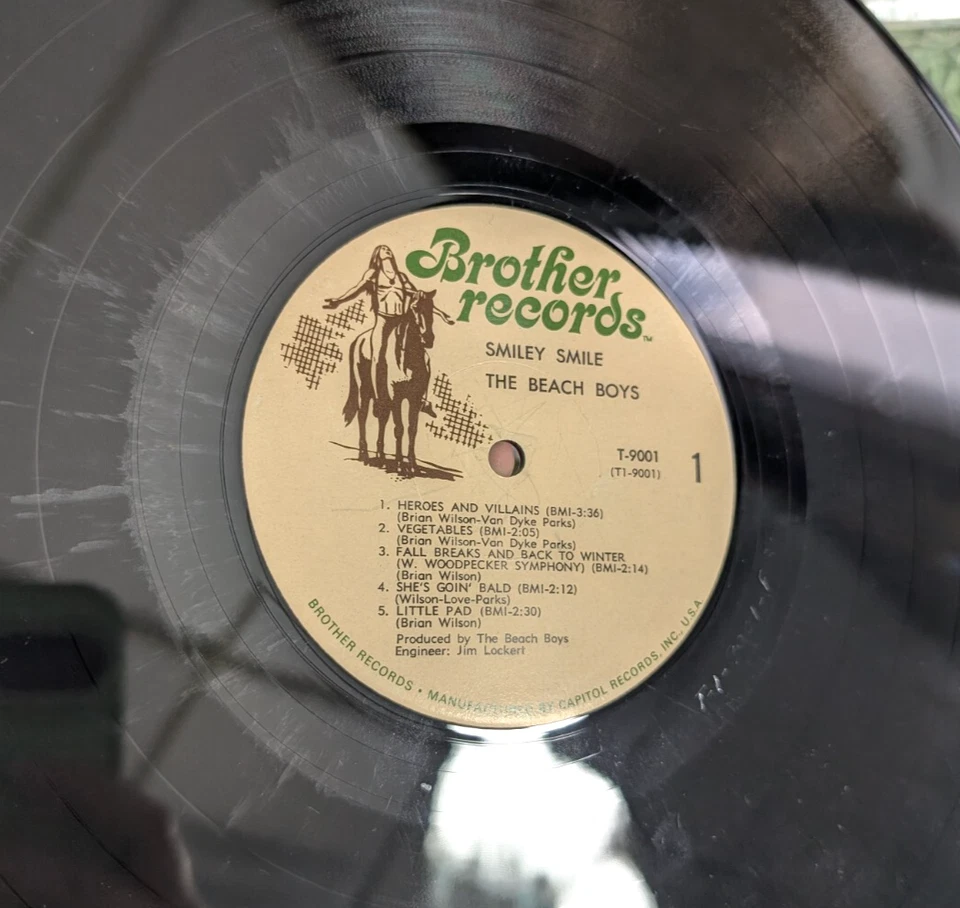 Brother
records™
SMILEY SMILE
THE BEACH BOYS
T-9001
(T1-9001)
1
1. HEROES AND VILLAINS (BMI-3:36)
(Brian Wilson-Van Dyke Parks)
2. VEGETABLES (BMI-2:05)
(Brian Wilson-Van Dyke Parks)
3. FALL BREAKS AND BACK TO WINTER
(W. WOODPECKER SYMPHONY) (BMI-2:14)
(Brian Wilson)
4. SHE'S GOIN' BALD (BMI-2:12)
(Wilson-Love-Parks)
5. LITTLE PAD (BMI-2:30)
(Brian Wilson)
Produced by The Beach Boys
Engineer: Jim Lockert
BROTHER RECORDS • MANUFACTURED BY CAPITOL RECORDS, INC., U.S.A